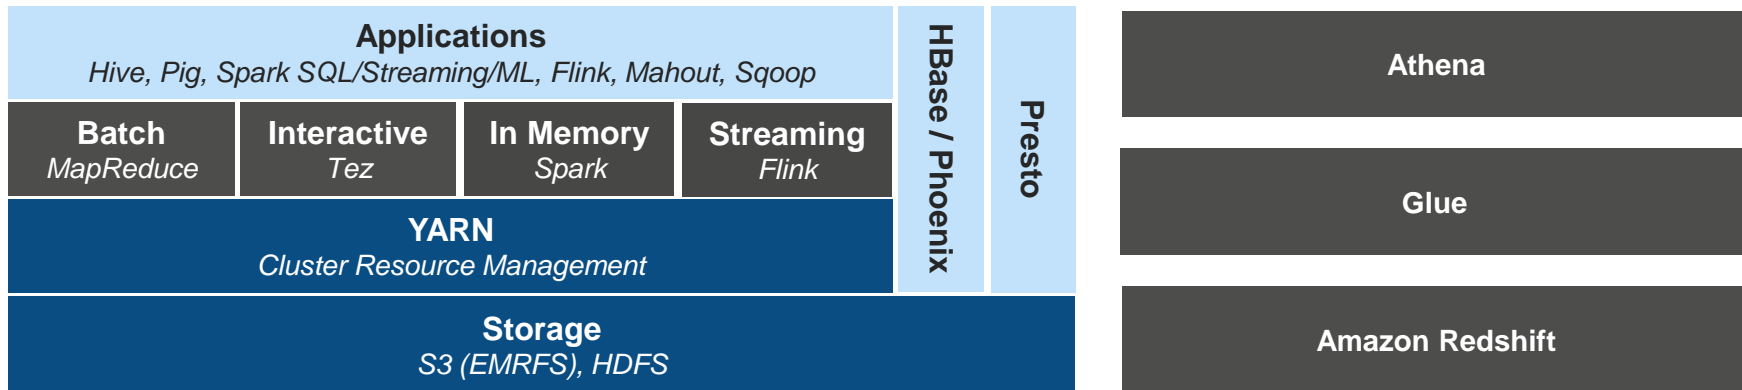 Applications
Hive, Pig, Spark SQL/Streaming/ML, Flink, Mahout, Sqoop
Batch
MapReduce
Interactive
Tez
In Memory
Spark
Streaming
Flink
YARN
Cluster Resource Management
Storage
S3 (EMRFS), HDFS
HBase / Phoenix
Presto
Athena
Glue
Amazon Redshift